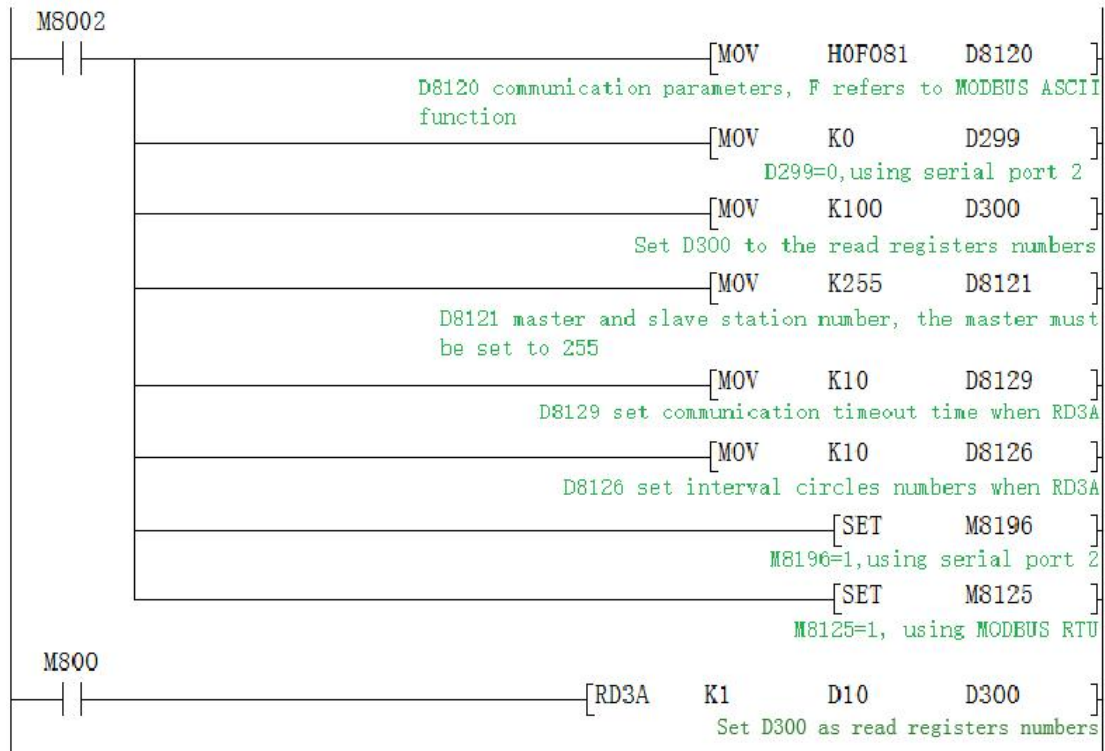 M8002
[MOV H0F081 D8120 ]
D8120 communication parameters, F refers to MODBUS ASCII
function
[MOV K0 D299 ]
D299=0,using serial port 2
[MOV K100 D300 ]
Set D300 to the read registers numbers
[MOV K255 D8121 ]
D8121 master and slave station number, the master must
be set to 255
[MOV K10 D8129 ]
D8129 set communication timeout time when RD3A
[MOV K10 D8126 ]
D8126 set interval circles numbers when RD3A
[SET M8196 ]
M8196=1,using serial port 2
[SET M8125 ]
M8125=1, using MODBUS RTU
M800
[RD3A K1 D10 D300 ]
Set D300 as read registers numbers